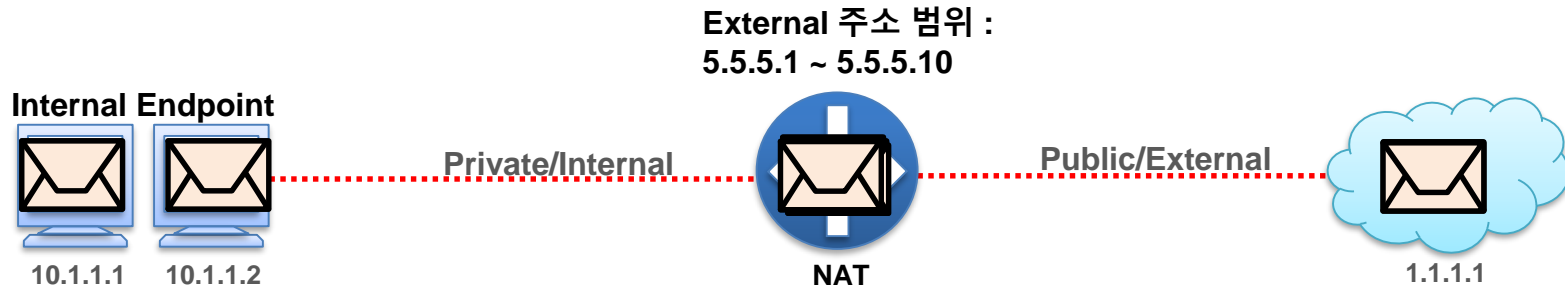 External 주소 범위 :
5.5.5.1 ~ 5.5.5.10
Internal Endpoint
Private/Internal
Public/External
10.1.1.1
10.1.1.2
NAT
1.1.1.1